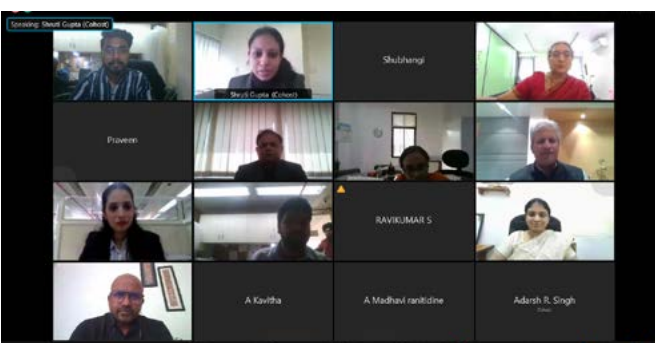 Speaking: Shruti Gupta (Cohost)
Shruti Gupta (Cohost)
Shubhangi
Praveen
RAVIKUMAR S
A Kavitha
A Madhavi ranitidine
Adarsh R. Singh